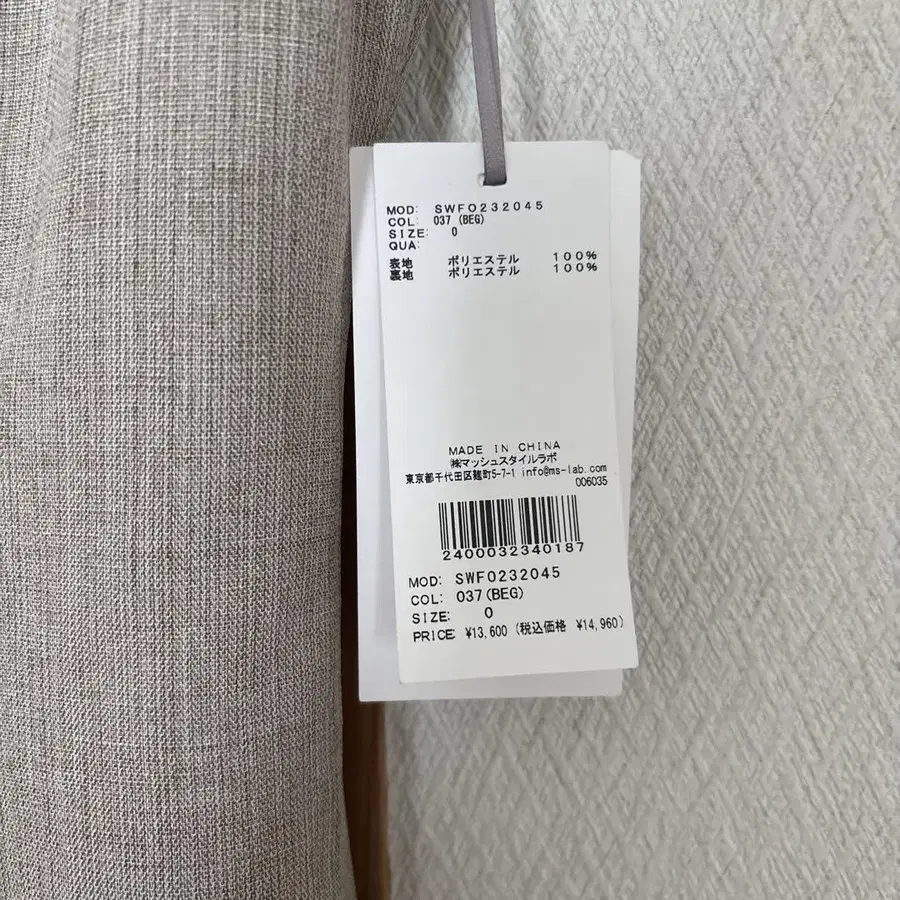 MOD: SWFO232045
COL: 037 (BEG)
SIZE: 0
QUA:
表地 ポリエステル 100%
裏地 ポリエステル 100%
MADE IN CHINA
㈱マッシュスタイルラボ
東京都千代田区麹町5-7-1 info@ms-lab.com
006035
2400032340187
MOD: SWFO232045
COL: 037(BEG)
SIZE: 0
PRICE: ¥13,600 (税込価格 ¥14,960)